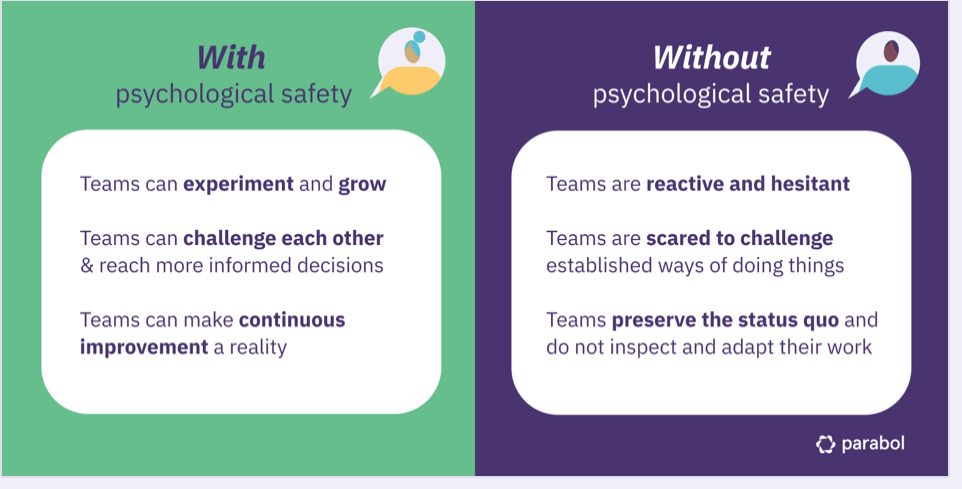 With
psychological safety
Teams can experiment and grow
Teams can challenge each other
& reach more informed decisions
Teams can make continuous
improvement a reality
Without
psychological safety
Teams are reactive and hesitant
Teams are scared to challenge
established ways of doing things
Teams preserve the status quo and
do not inspect and adapt their work
parabol